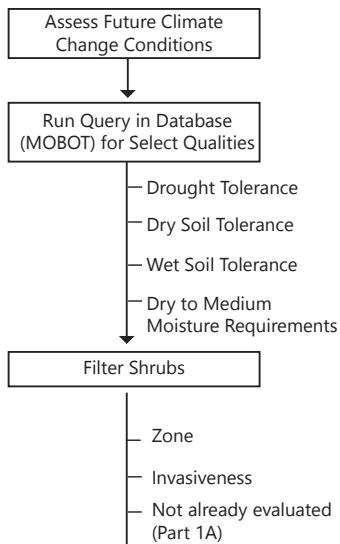 Assess Future Climate
Change Conditions
Run Query in Database
(MOBOT) for Select Qualities
Drought Tolerance
Dry Soil Tolerance
Wet Soil Tolerance
Dry to Medium
Moisture Requirements
Filter Shrubs
Zone
Invasiveness
Not already evaluated
(Part 1A)